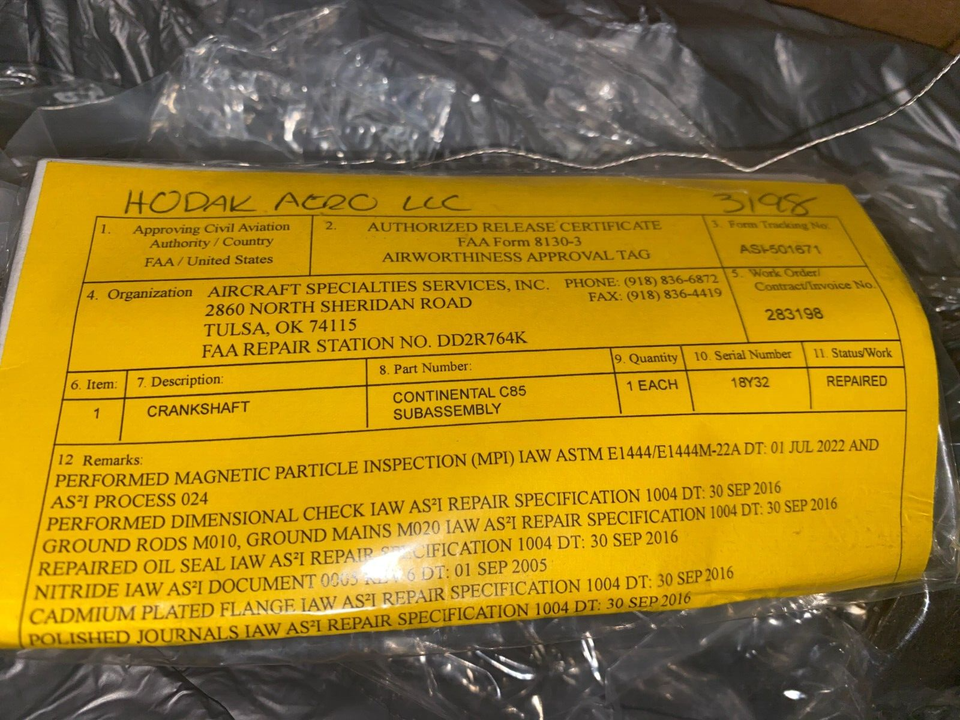 HODAK AERO LLC 3198
1. Approving Civil Aviation
Authority / Country
FAA / United States
2. AUTHORIZED RELEASE CERTIFICATE
FAA Form 8130-3
AIRWORTHINESS APPROVAL TAG
3. Form Tracking No.
ASI-501671
4. Organization AIRCRAFT SPECIALTIES SERVICES, INC. PHONE: (918) 836-6872
2860 NORTH SHERIDAN ROAD FAX: (918) 836-4419
TULSA, OK 74115
FAA REPAIR STATION NO. DD2R764K
5. Work Order/
Contract/Invoice No.
283198
6. Item: 7. Description: 8. Part Number: 9. Quantity 10. Serial Number 11. Status/Work
1 CRANKSHAFT CONTINENTAL C85 1 EACH 18Y32 REPAIRED
SUBASSEMBLY
12 Remarks:
PERFORMED MAGNETIC PARTICLE INSPECTION (MPI) IAW ASTM E1444/E1444M-22A DT: 01 JUL 2022 AND
AS²I PROCESS 024
PERFORMED DIMENSIONAL CHECK IAW AS²I REPAIR SPECIFICATION 1004 DT: 30 SEP 2016
GROUND RODS M010, GROUND MAINS M020 IAW AS²I REPAIR SPECIFICATION 1004 DT: 30 SEP 2016
REPAIRED OIL SEAL IAW AS²I REPAIR SPECIFICATION 1004 DT: 30 SEP 2016
NITRIDE IAW AS²I DOCUMENT 0005 REV 6 DT: 01 SEP 2005
CADMIUM PLATED FLANGE IAW AS²I REPAIR SPECIFICATION 1004 DT: 30 SEP 2016
POLISHED JOURNALS IAW AS²I REPAIR SPECIFICATION 1004 DT: 30 SEP 2016